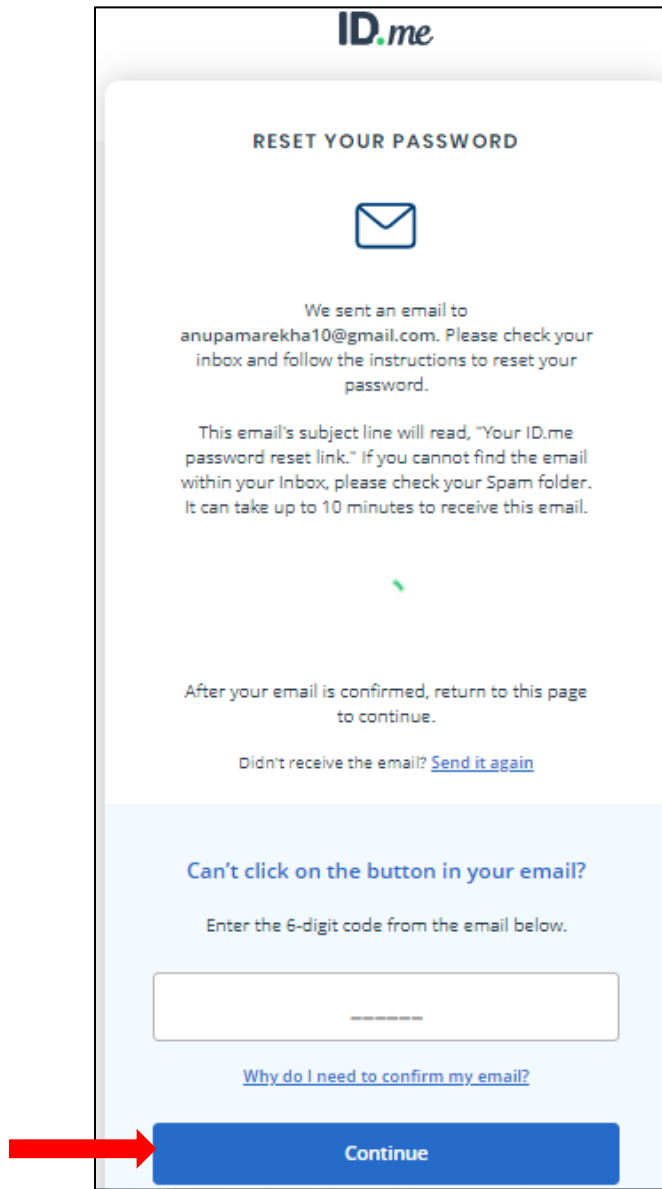 ID.me
RESET YOUR PASSWORD
We sent an email to
anupamarekha10@gmail.com. Please check your
inbox and follow the instructions to reset your
password.
This email's subject line will read, "Your ID.me
password reset link." If you cannot find the email
within your Inbox, please check your Spam folder.
It can take up to 10 minutes to receive this email.
After your email is confirmed, return to this page
to continue.
Didn't receive the email? Send it again
Can't click on the button in your email?
Enter the 6-digit code from the email below.
______
Why do I need to confirm my email?
Continue